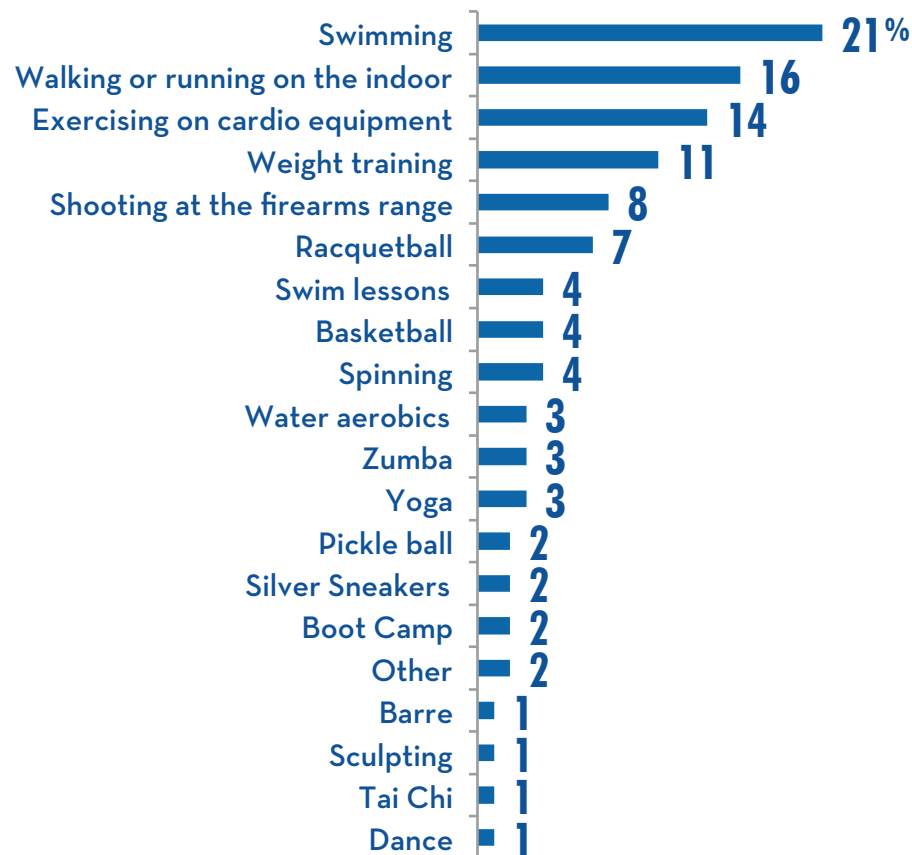 Swimming 21%
Walking or running on the indoor 16
Exercising on cardio equipment 14
Weight training 11
Shooting at the firearms range 8
Racquetball 7
Swim lessons 4
Basketball 4
Spinning 4
Water aerobics 3
Zumba 3
Yoga 3
Pickle ball 2
Silver Sneakers 2
Boot Camp 2
Other 2
Barre 1
Sculpting 1
Tai Chi 1
Dance 1